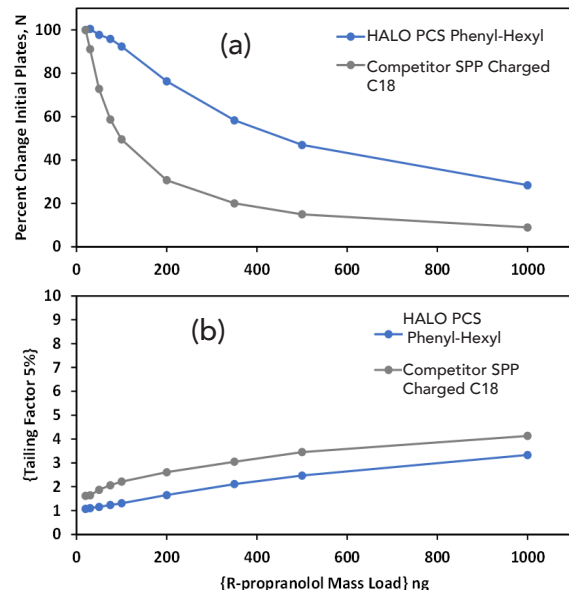 (a)
HALO PCS Phenyl-Hexyl
Competitor SPP Charged
C18
Percent Change Initial Plates, N
100
80
60
40
20
0
0 200 400 600 800 1000
(b)
HALO PCS
Phenyl-Hexyl
Competitor SPP
Charged C18
{Tailing Factor 5%}
10
9
8
7
6
5
4
3
2
1
0
0 200 400 600 800 1000
{R-propranolol Mass Load} ng